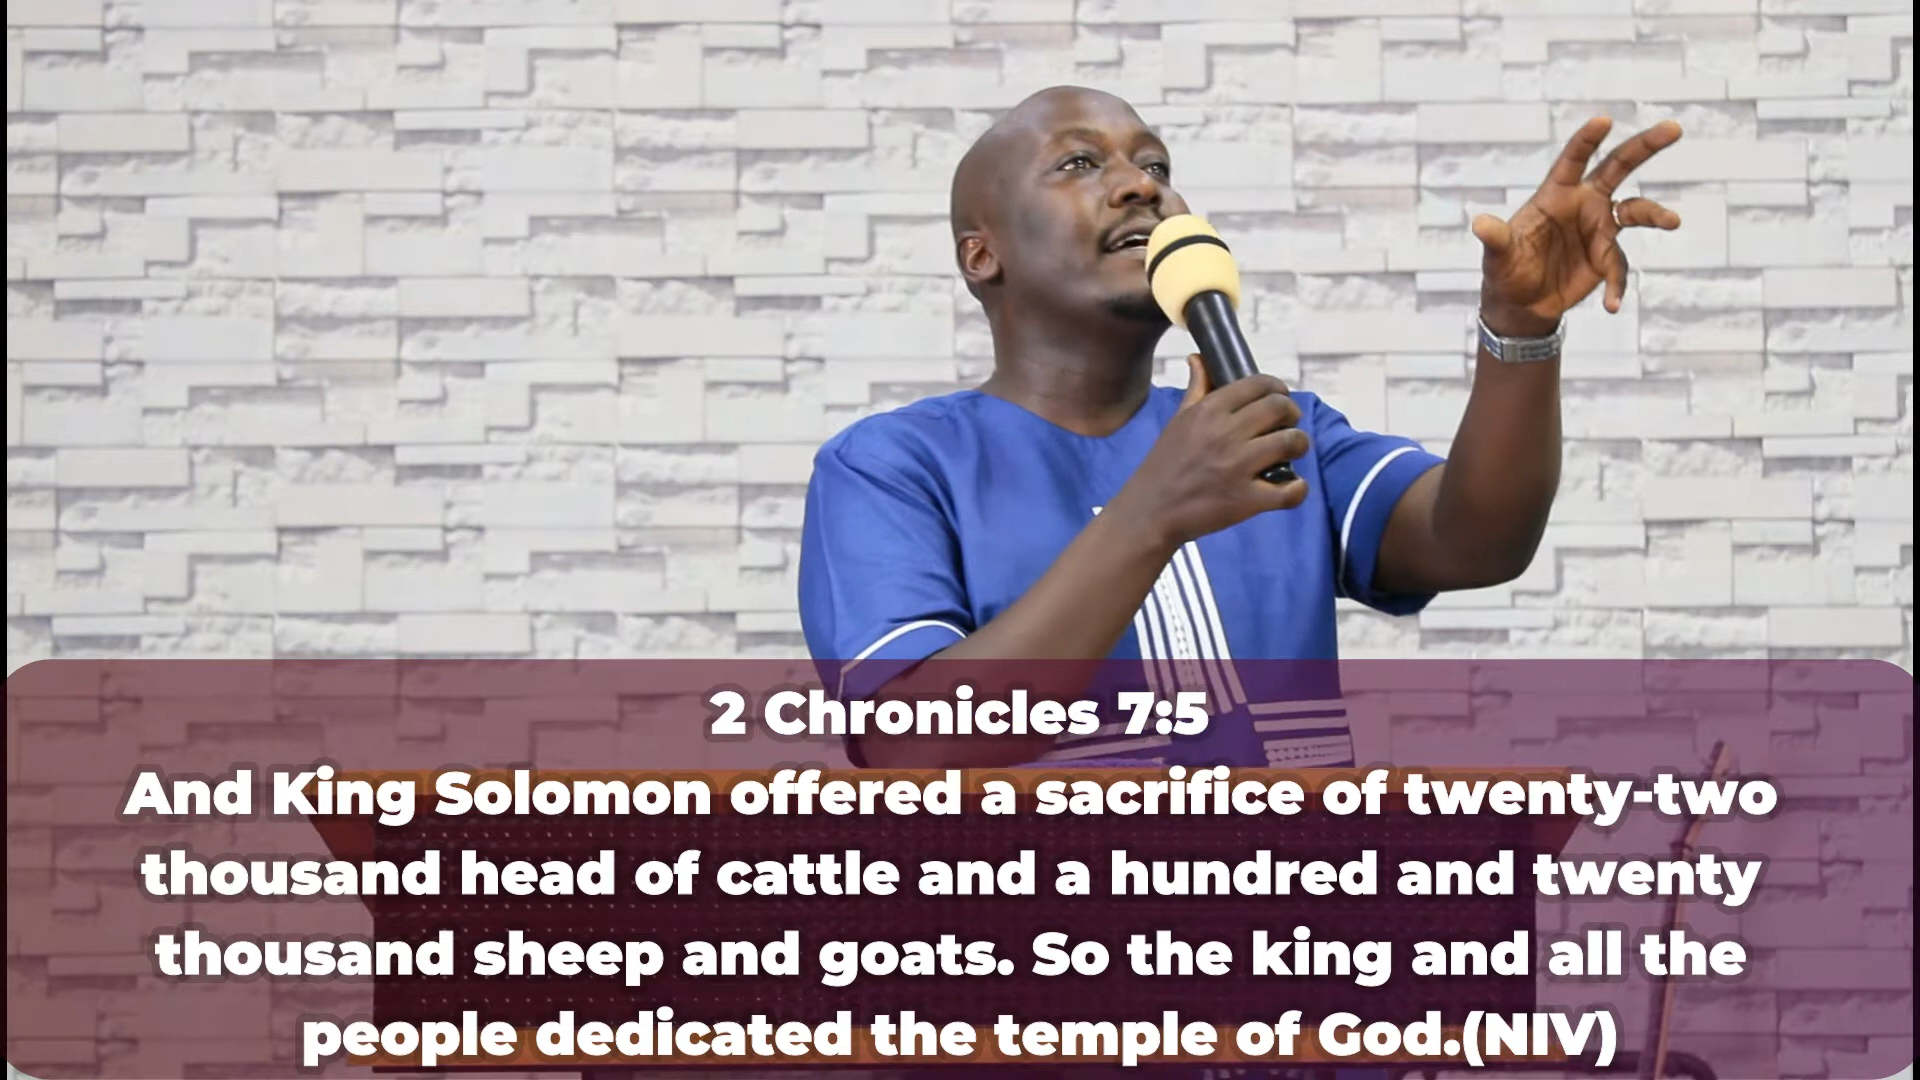 2 Chronicles 7:5
And King Solomon offered a sacrifice of twenty-two
thousand head of cattle and a hundred and twenty
thousand sheep and goats. So the king and all the
people dedicated the temple of God.(NIV)